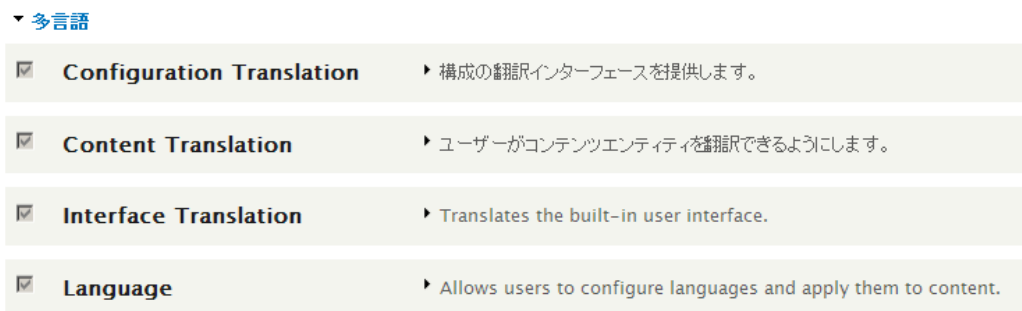 多言語
Configuration Translation 構成の翻訳インターフェースを提供します。
Content Translation ユーザーがコンテンツエンティティを翻訳できるようにします。
Interface Translation Translates the built-in user interface.
Language Allows users to configure languages and apply them to content.